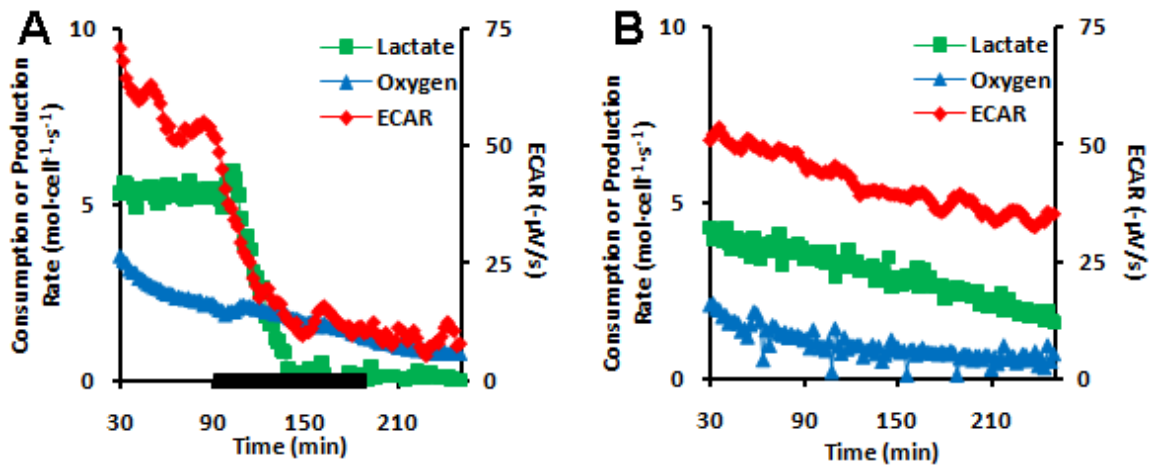 A
10
5
0
Consumption or Production
Rate (mol·cell⁻¹·s⁻¹)
Lactate
Oxygen
ECAR
75
50
25
0
ECAR (-µV/s)
30 90 150 210
Time (min)
B
10
5
0
Consumption or Production
Rate (mol·cell⁻¹·s⁻¹)
Lactate
Oxygen
ECAR
75
50
25
0
ECAR (-µV/s)
30 90 150 210
Time (min)